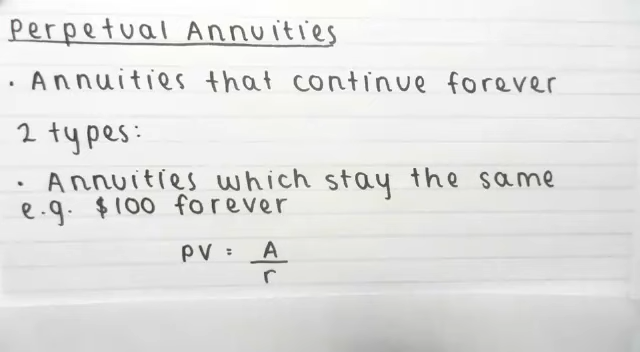 Perpetual Annuities
· Annuities that continue forever
2 types:
· Annuities which stay the same
e.g. $100 forever
PV = A
r